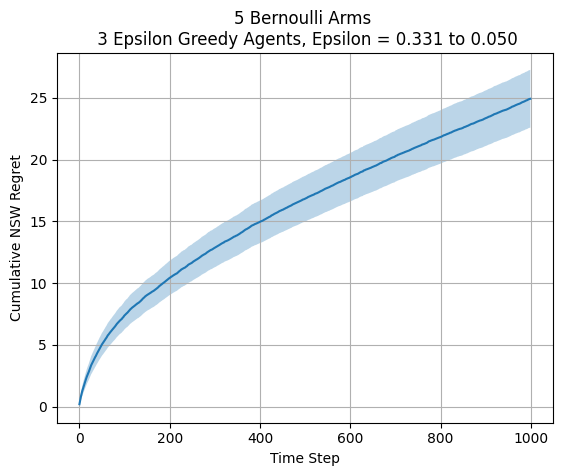 5 Bernoulli Arms
3 Epsilon Greedy Agents, Epsilon = 0.331 to 0.050
Cumulative NSW Regret
25
20
15
10
5
0
0 200 400 600 800 1000
Time Step